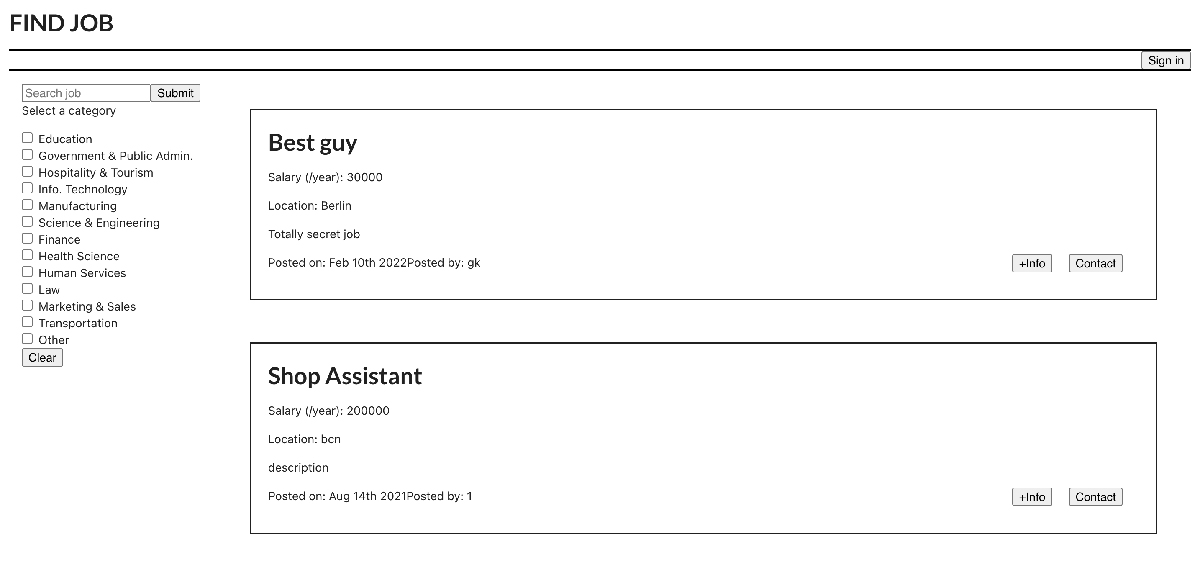 FIND JOB
Sign in
Search job
Submit
Select a category
Education
Government & Public Admin.
Hospitality & Tourism
Info. Technology
Manufacturing
Science & Engineering
Finance
Health Science
Human Services
Law
Marketing & Sales
Transportation
Other
Clear
Best guy
Salary (/year): 30000
Location: Berlin
Totally secret job
Posted on: Feb 10th 2022Posted by: gk
+Info
Contact
Shop Assistant
Salary (/year): 200000
Location: bcn
description
Posted on: Aug 14th 2021Posted by: 1
+Info
Contact